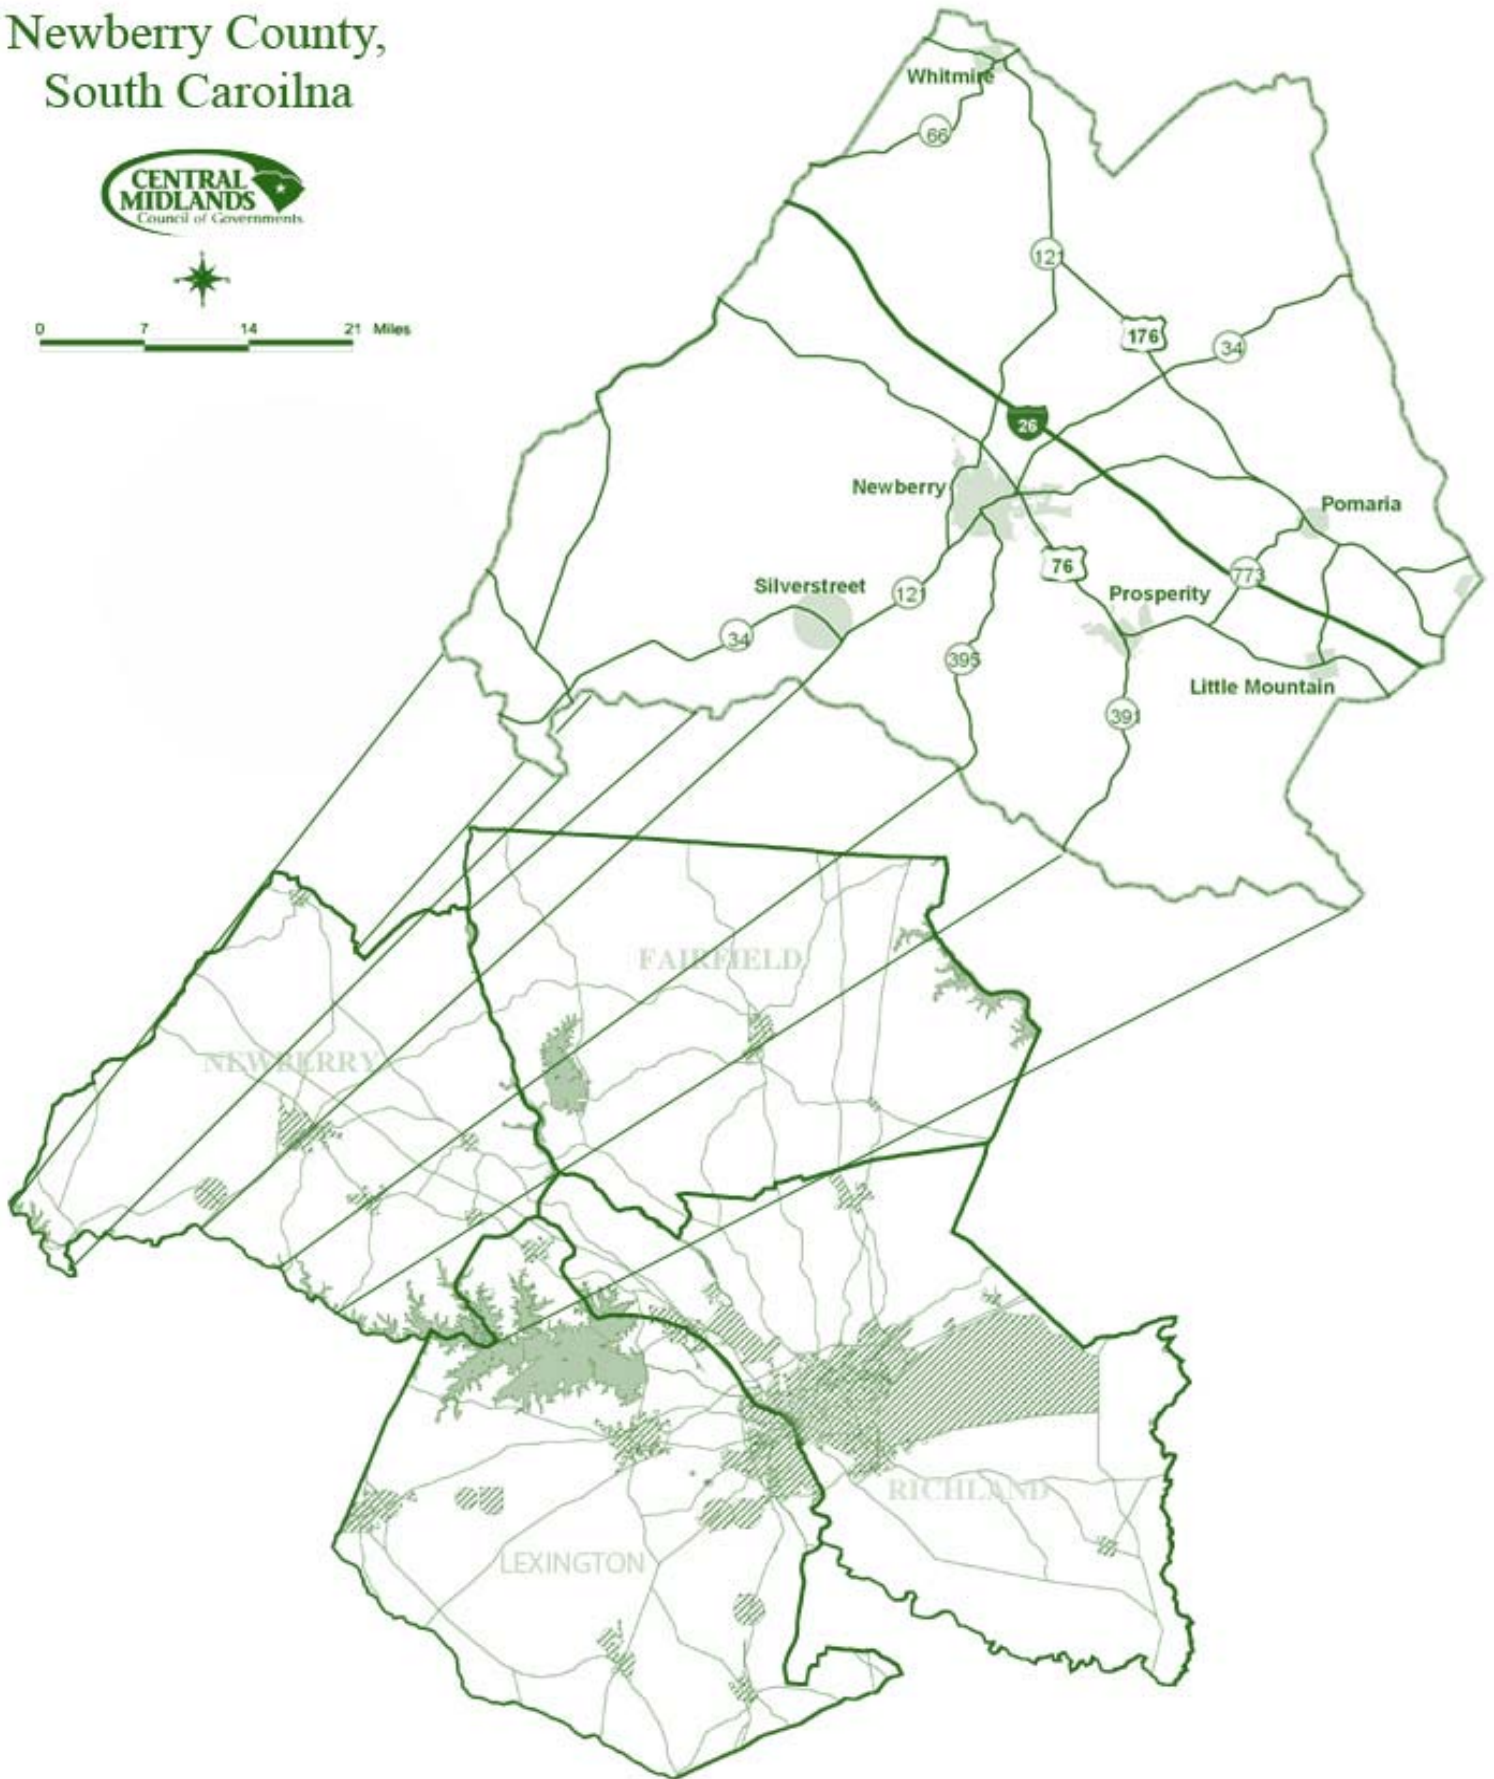 Newberry County,
South Caroilna
CENTRAL
MIDLANDS
Council of Governments
0 7 14 21 Miles
Whitmire
66
121
176
34
26
Newberry
Pomaria
76
773
Silverstreet
121
Prosperity
34
395
Little Mountain
391
FAIRFIELD
NEWBERRY
RICHLAND
LEXINGTON